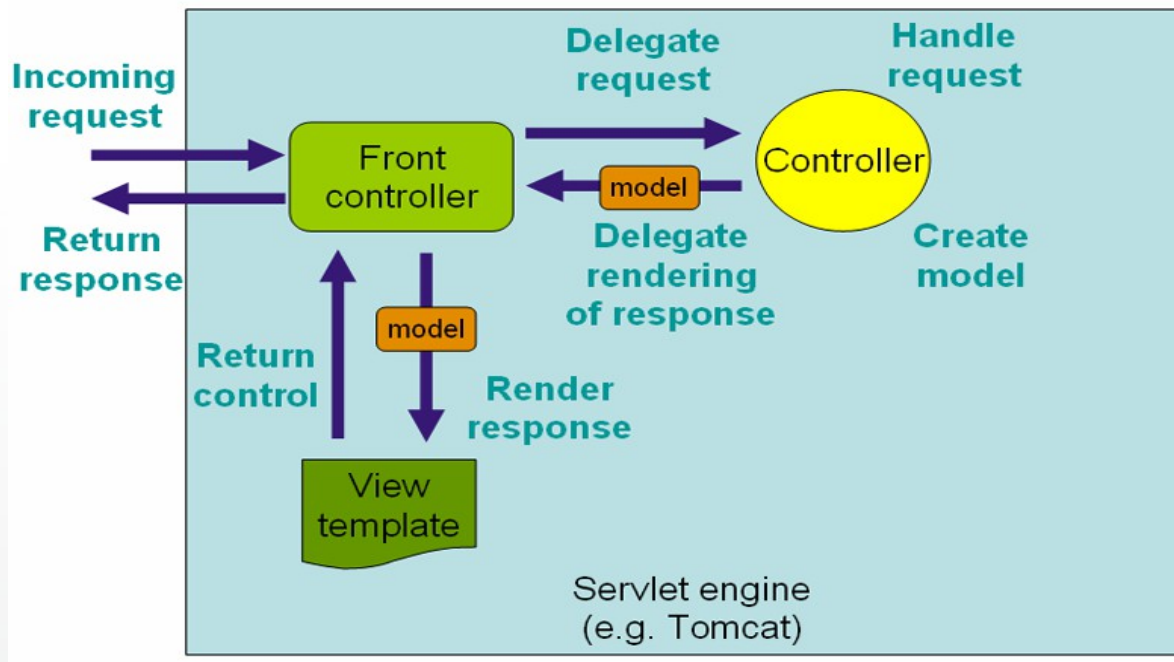 Incoming
request
Return
response
Front
controller
Delegate
request
Handle
request
Controller
model
Delegate
rendering
of response
Create
model
model
Return
control
Render
response
View
template
Servlet engine
(e.g. Tomcat)